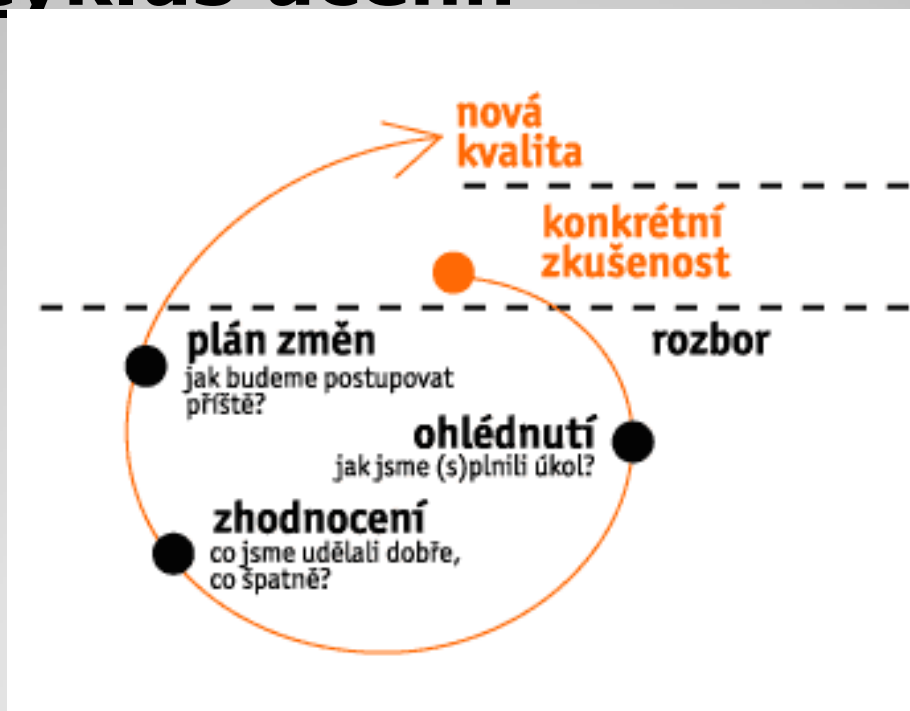 nová
kvalita
konkrétní
zkušenost
rozbor
plán změn
jak budeme postupovat
příště?
ohlédnutí
jak jsme (s)plnili úkol?
zhodnocení
co jsme udělali dobře,
co špatně?